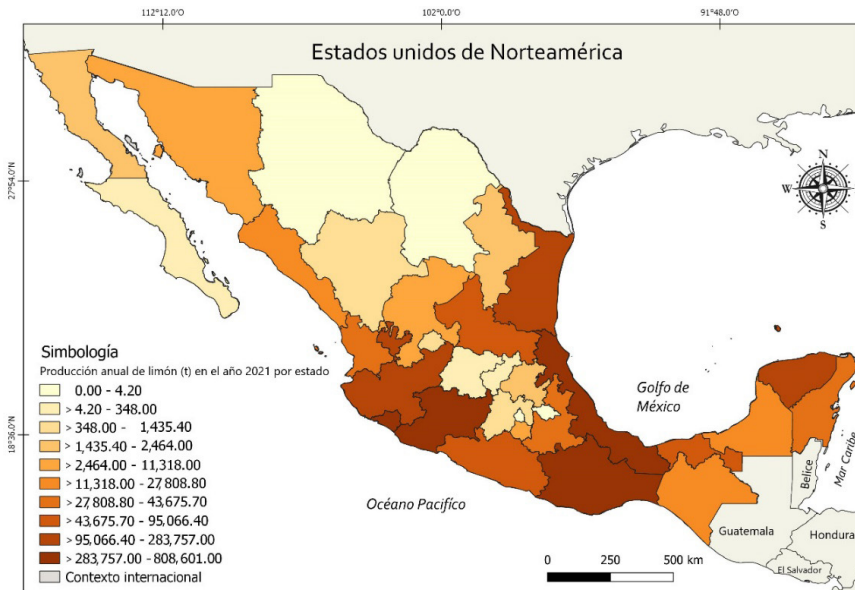 112°12.0'O
102°0.0'O
91°48.0'O
Estados unidos de Norteamérica
27°54.0'N
18°36.0'N
N
W
E
S
Golfo de
México
Mar Caribe
Belice
Océano Pacifíco
Guatemala
Hondura
El Salvador
Simbología
Producción anual de limón (t) en el año 2021 por estado
0.00 - 4.20
> 4.20 - 348.00
> 348.00 - 1,435.40
> 1,435.40 - 2,464.00
> 2,464.00 - 11,318.00
> 11,318.00 - 27,808.80
> 27,808.80 - 43,675.70
> 43,675.70 - 95,066.40
> 95,066.40 - 283,757.00
> 283,757.00 - 808,601.00
Contexto internacional
0 250 500 km